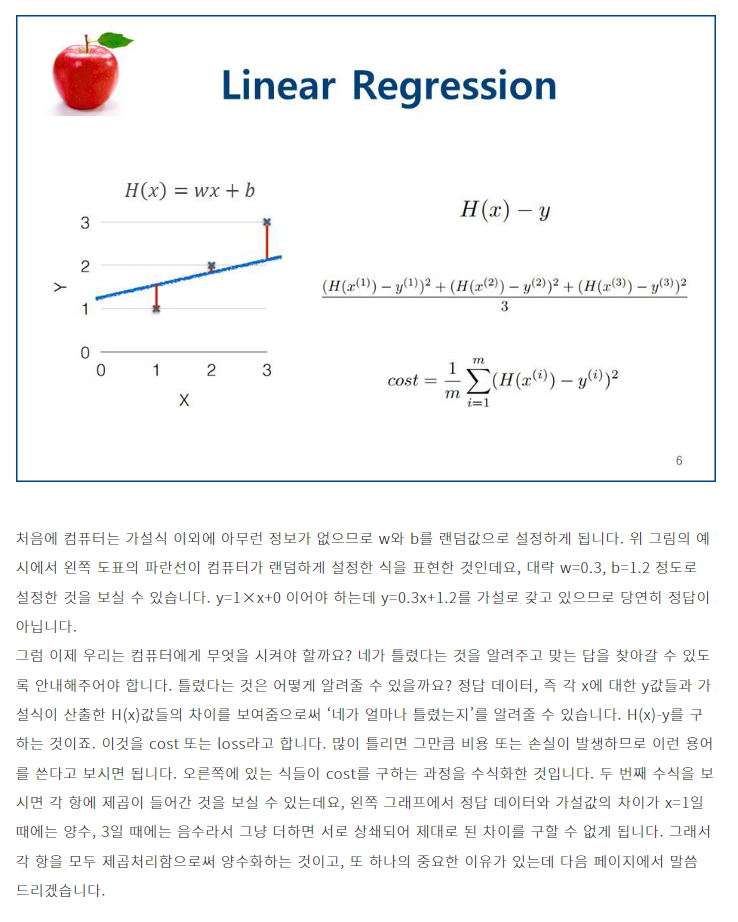 Linear Regression
H(x) = wx + b
H(x) − y
3
2
1
0
Y
0 1 2 3
X
(H(x⁽¹⁾) − y⁽¹⁾)² + (H(x⁽²⁾) − y⁽²⁾)² + (H(x⁽³⁾) − y⁽³⁾)²
3
cost = 1/m ∑ᵢ₌₁ᵐ (H(x⁽ⁱ⁾) − y⁽ⁱ⁾)²
6
처음에 컴퓨터는 가설식 이외에 아무런 정보가 없으므로 w와 b를 랜덤값으로 설정하게 됩니다. 위 그림의 예
시에서 왼쪽 도표의 파란선이 컴퓨터가 랜덤하게 설정한 식을 표현한 것인데요, 대략 w=0.3, b=1.2 정도로
설정한 것을 보실 수 있습니다. y=1×x+0 이어야 하는데 y=0.3x+1.2를 가설로 갖고 있으므로 당연히 정답이
아닙니다.
그럼 이제 우리는 컴퓨터에게 무엇을 시켜야 할까요? 네가 틀렸다는 것을 알려주고 맞는 답을 찾아갈 수 있도
록 안내해주어야 합니다. 틀렸다는 것은 어떻게 알려줄 수 있을까요? 정답 데이터, 즉 각 x에 대한 y값들과 가
설식이 산출한 H(x)값들의 차이를 보여줌으로써 ‘네가 얼마나 틀렸는지’를 알려줄 수 있습니다. H(x)-y를 구
하는 것이죠. 이것을 cost 또는 loss라고 합니다. 많이 틀리면 그만큼 비용 또는 손실이 발생하므로 이런 용어
를 쓴다고 보시면 됩니다. 오른쪽에 있는 식들이 cost를 구하는 과정을 수식화한 것입니다. 두 번째 수식을 보
시면 각 항에 제곱이 들어간 것을 보실 수 있는데요, 왼쪽 그래프에서 정답 데이터와 가설값의 차이가 x=1일
때에는 양수, 3일 때에는 음수라서 그냥 더하면 서로 상쇄되어 제대로 된 차이를 구할 수 없게 됩니다. 그래서
각 항을 모두 제곱처리함으로써 양수화하는 것이고, 또 하나의 중요한 이유가 있는데 다음 페이지에서 말씀
드리겠습니다.